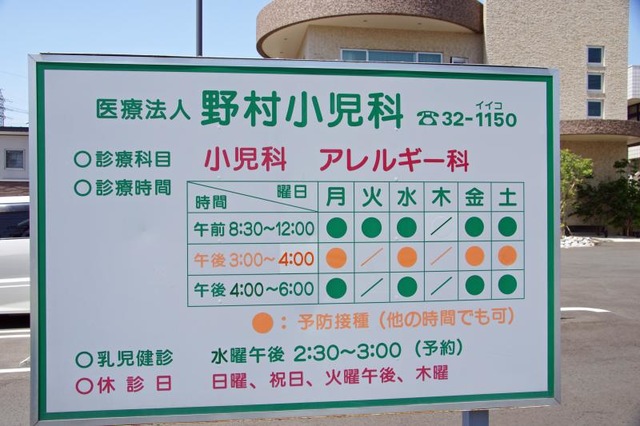 医療法人 野村小児科 ☎32-1150
イイコ
○診療科目 小児科 アレルギー科
○診療時間
時間 曜日 月 火 水 木 金 土
午前 8:30〜12:00 ● ● ● ／ ● ●
午後 3:00〜4:00 ● ／ ● ／ ● ●
午後 4:00〜6:00 ● ／ ● ／ ● ●
●：予防接種（他の時間でも可）
○乳児健診 水曜午後 2:30〜3:00（予約）
○休診日 日曜、祝日、火曜午後、木曜